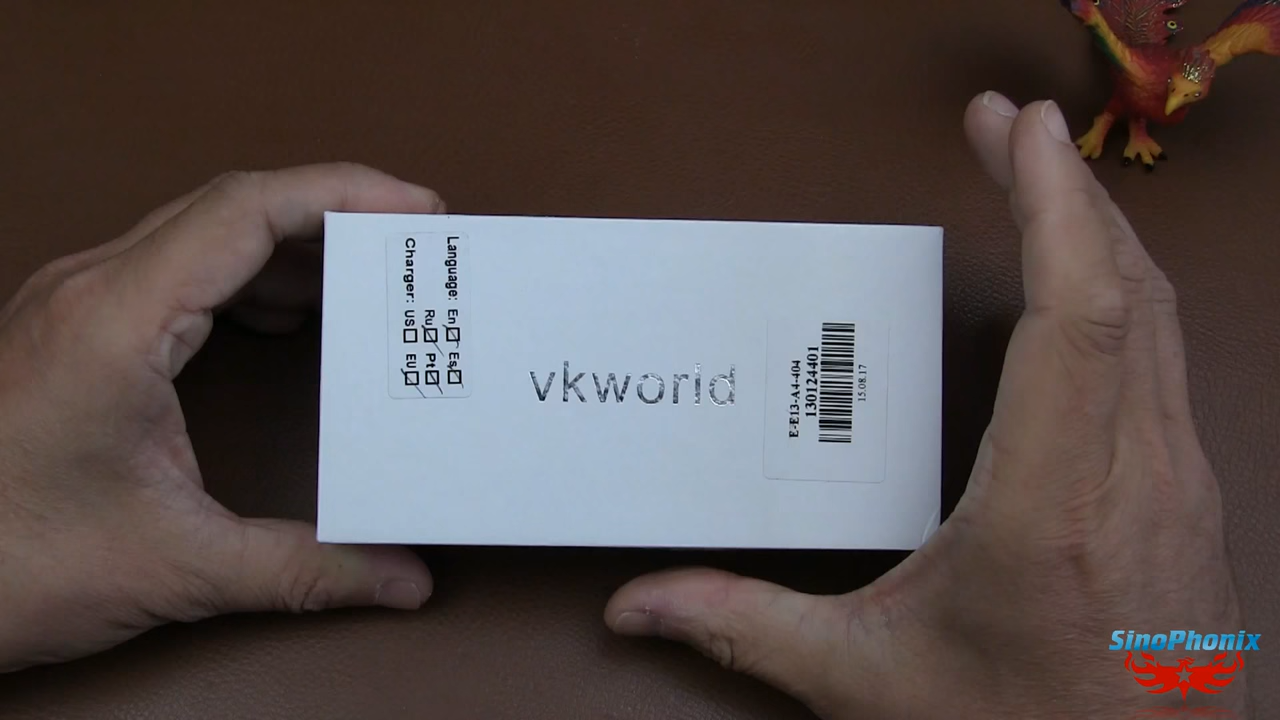 Language: En Es
Ru Pt
Charger: US EU
vkworld
E-E13-A4-404
130124401
15.08.17
SinoPhonix